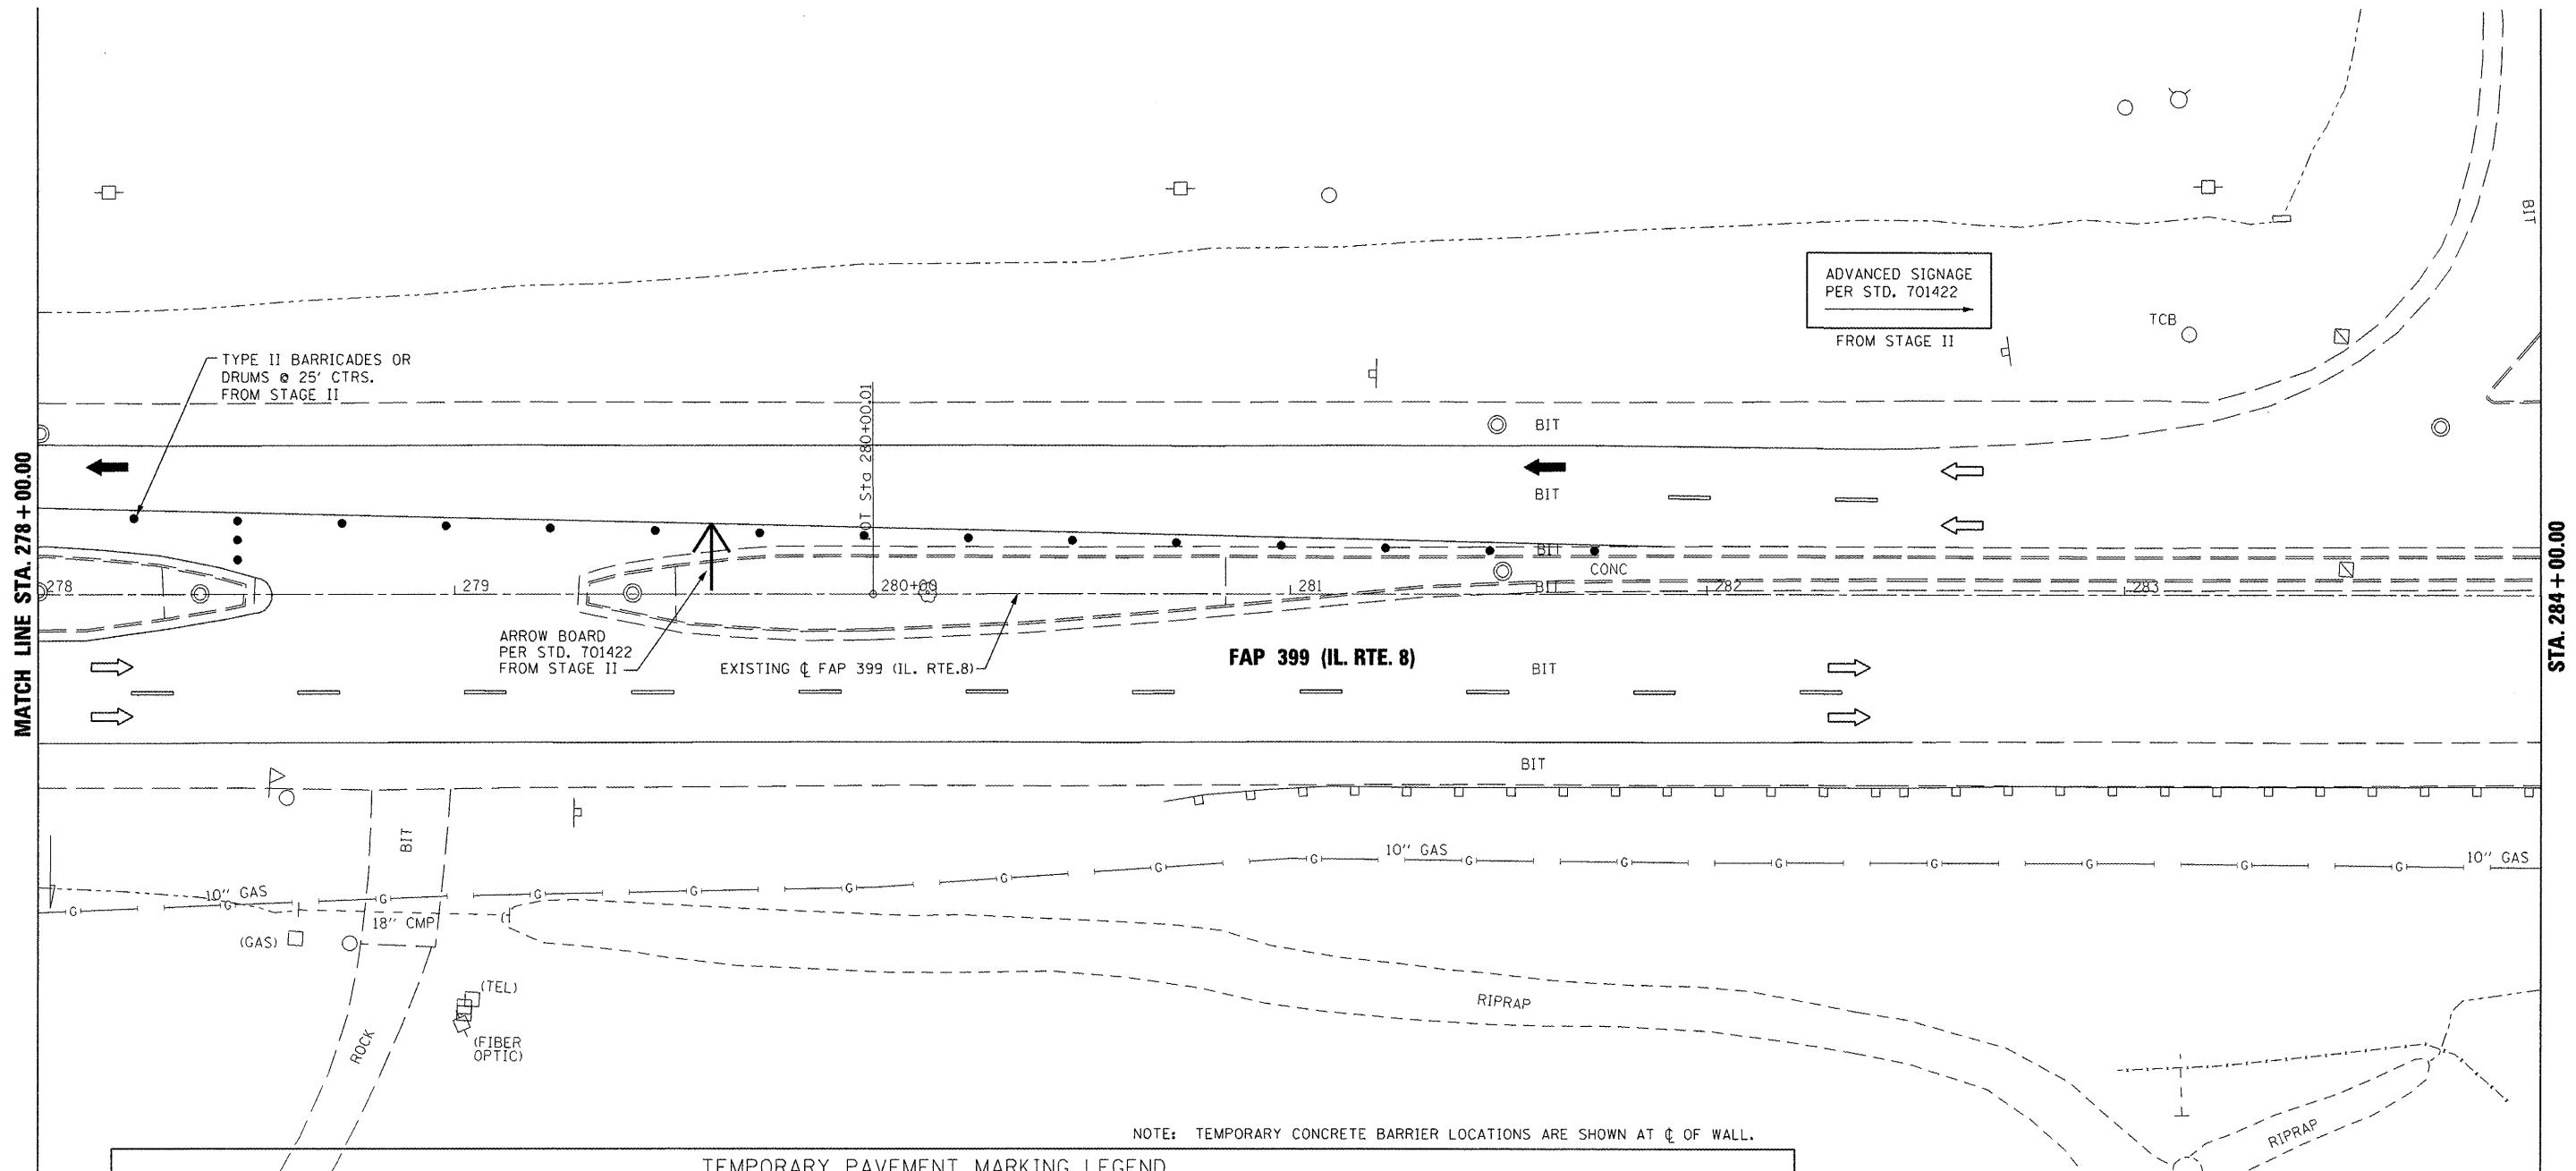 ADVANCED SIGNAGE
PER STD. 701422
FROM STAGE II
BIT
TCB
TYPE II BARRICADES OR
DRUMS @ 25' CTRS.
FROM STAGE II
POT Sta 280+00.01
BIT
BIT
MATCH LINE STA. 278+00.00
STA. 284+00.00
BIT
CONC
278
279
280+00
281
BIT
282
283
ARROW BOARD
PER STD. 701422
FROM STAGE II
EXISTING ℄ FAP 399 (IL. RTE.8)
FAP 399 (IL. RTE. 8)
BIT
BIT
BIT
10" GAS
10" GAS
10" GAS
G G G G G G G G G G G G G G G G
18" CMP
(GAS)
(TEL)
(FIBER
OPTIC)
ROCK
RIPRAP
RIPRAP
NOTE: TEMPORARY CONCRETE BARRIER LOCATIONS ARE SHOWN AT ℄ OF WALL.
TEMPORARY PAVEMENT MARKING LEGEND